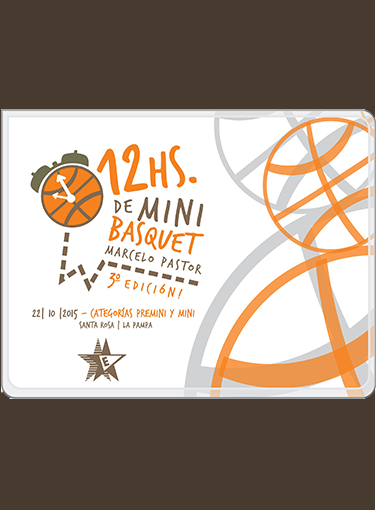 12HS.
DE MINI
BASQUET
MARCELO PASTOR
3º EDICIÓN!
22| 10 |2015 – CATEGORÍAS PREMINI Y MINI
SANTA ROSA | LA PAMPA
E